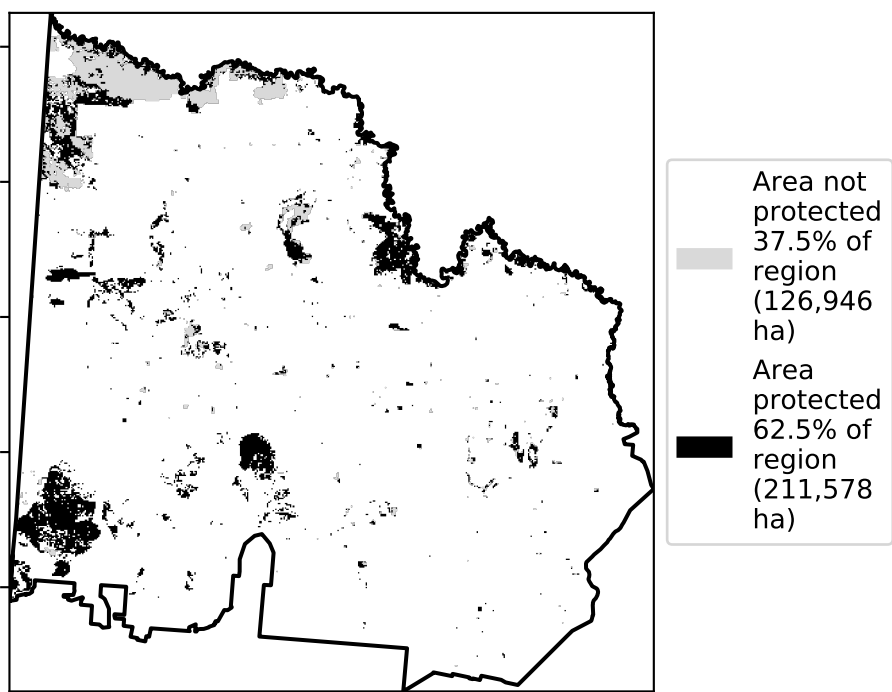 Area not
protected
37.5% of
region
(126,946
ha)
Area
protected
62.5% of
region
(211,578
ha)